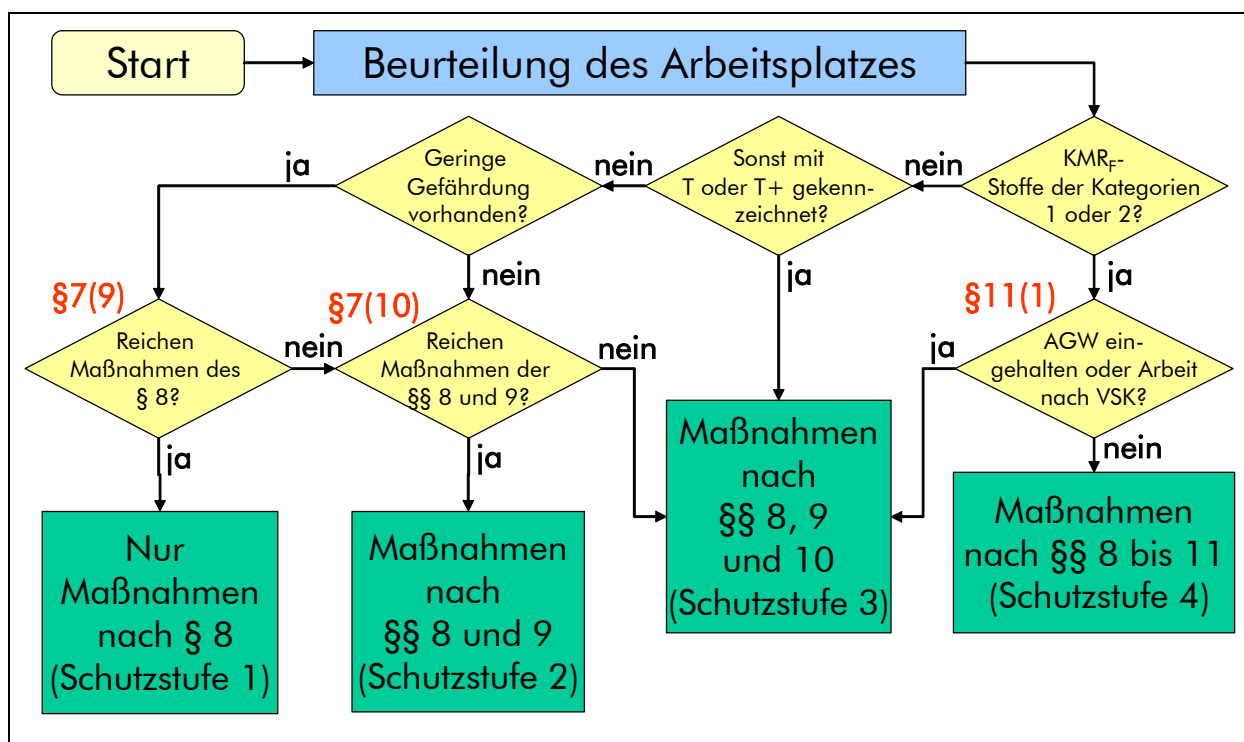 Start
Beurteilung des Arbeitsplatzes
ja
Geringe
Gefährdung
vorhanden?
nein
Sonst mit
T oder T+ gekenn-
zeichnet?
nein
KMRF-
Stoffe der Kategorien
1 oder 2?
nein
ja
ja
§7(9)
§7(10)
§11(1)
Reichen
Maßnahmen des
§ 8?
nein
Reichen
Maßnahmen der
§§ 8 und 9?
nein
ja
AGW ein-
gehalten oder Arbeit
nach VSK?
ja
ja
nein
Nur
Maßnahmen
nach § 8
(Schutzstufe 1)
Maßnahmen
nach
§§ 8 und 9
(Schutzstufe 2)
Maßnahmen
nach
§§ 8, 9
und 10
(Schutzstufe 3)
Maßnahmen
nach §§ 8 bis 11
(Schutzstufe 4)